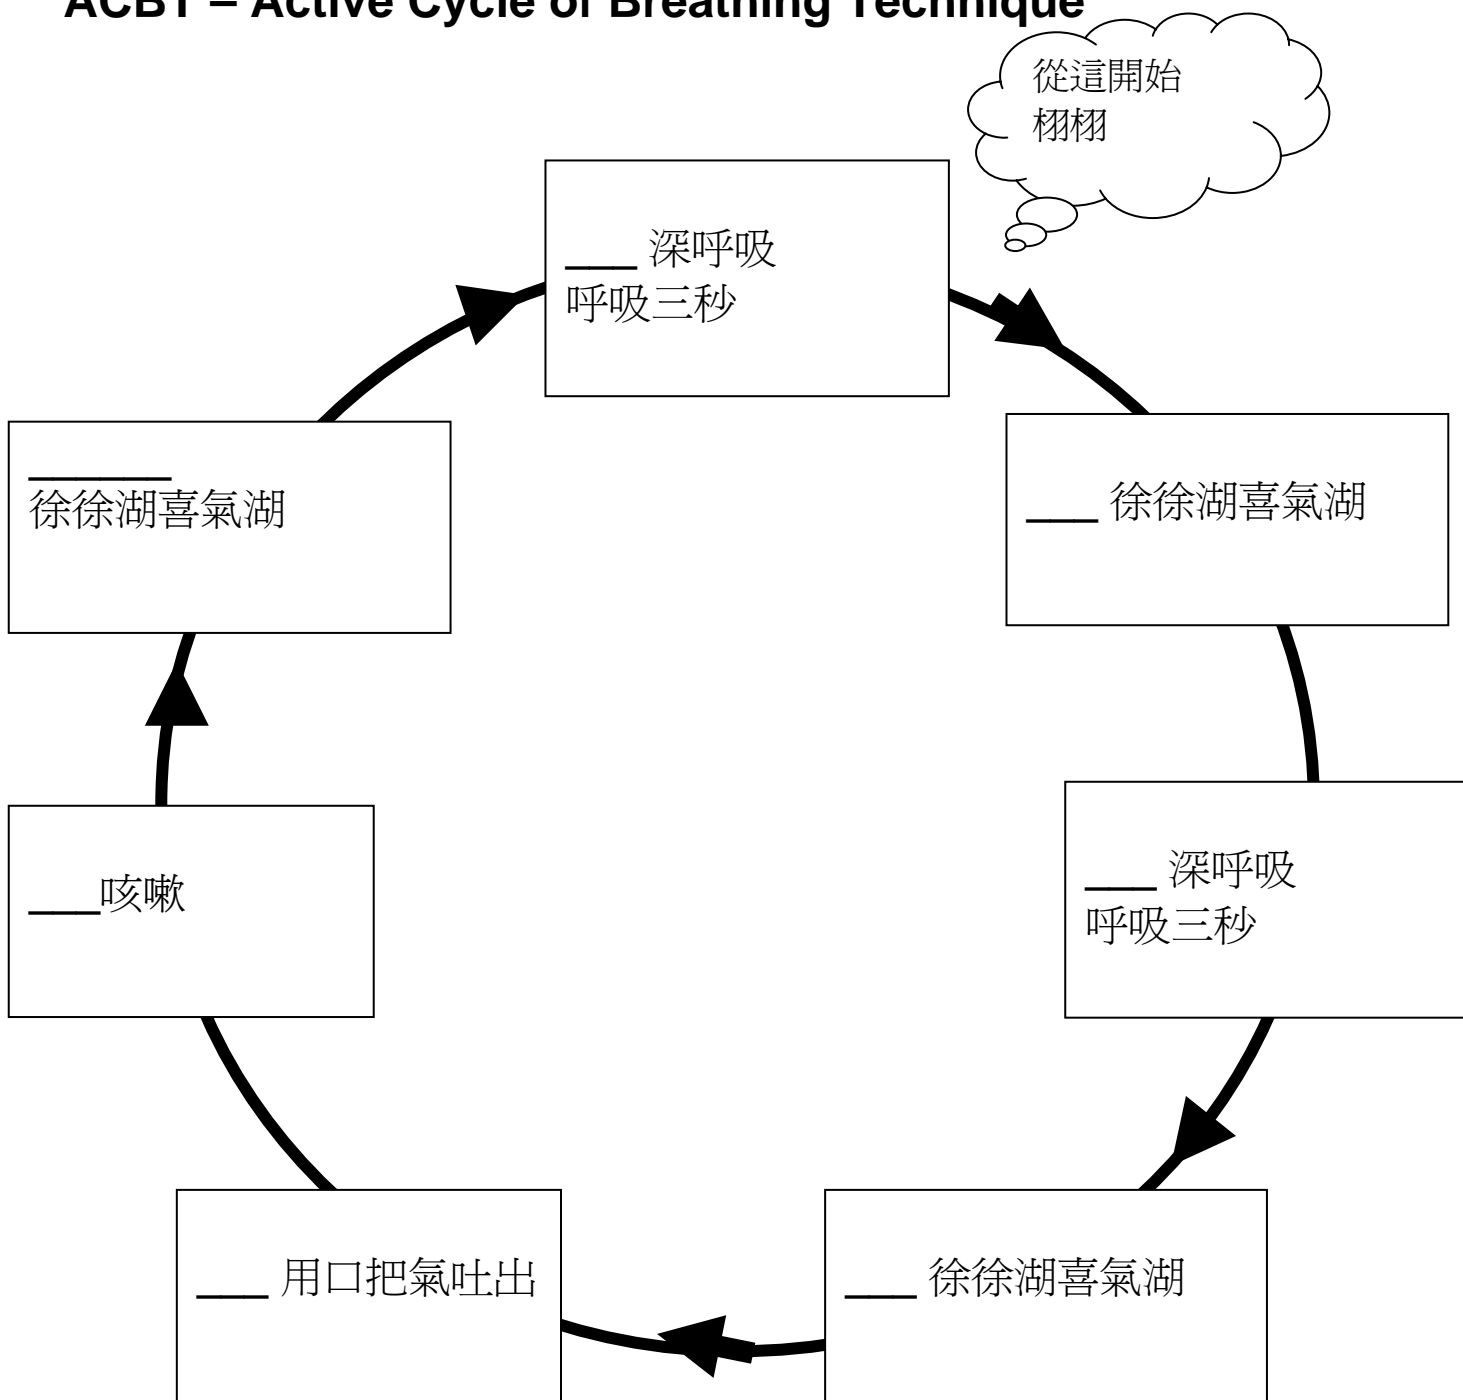 ACBT – Active Cycle of Breathing Technique
從這開始
栩栩
___ 深呼吸
呼吸三秒
___ 徐徐湖喜氣湖
___ 深呼吸
呼吸三秒
___ 徐徐湖喜氣湖
___ 用口把氣吐出
___咳嗽
______
徐徐湖喜氣湖